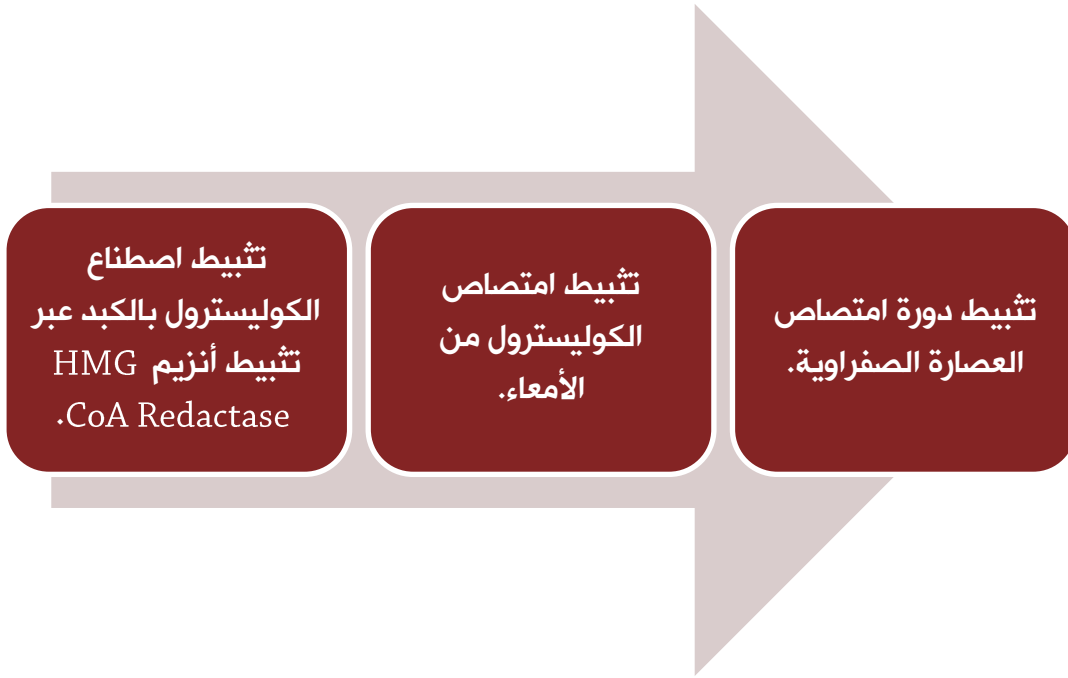 تثبيط اصطناع
الكوليسترول بالكبد عبر
تثبيط أنزيم HMG
CoA Redactase.
تثبيط امتصاص
الكوليسترول من
الأمعاء.
تثبيط دورة امتصاص
العصارة الصفراوية.